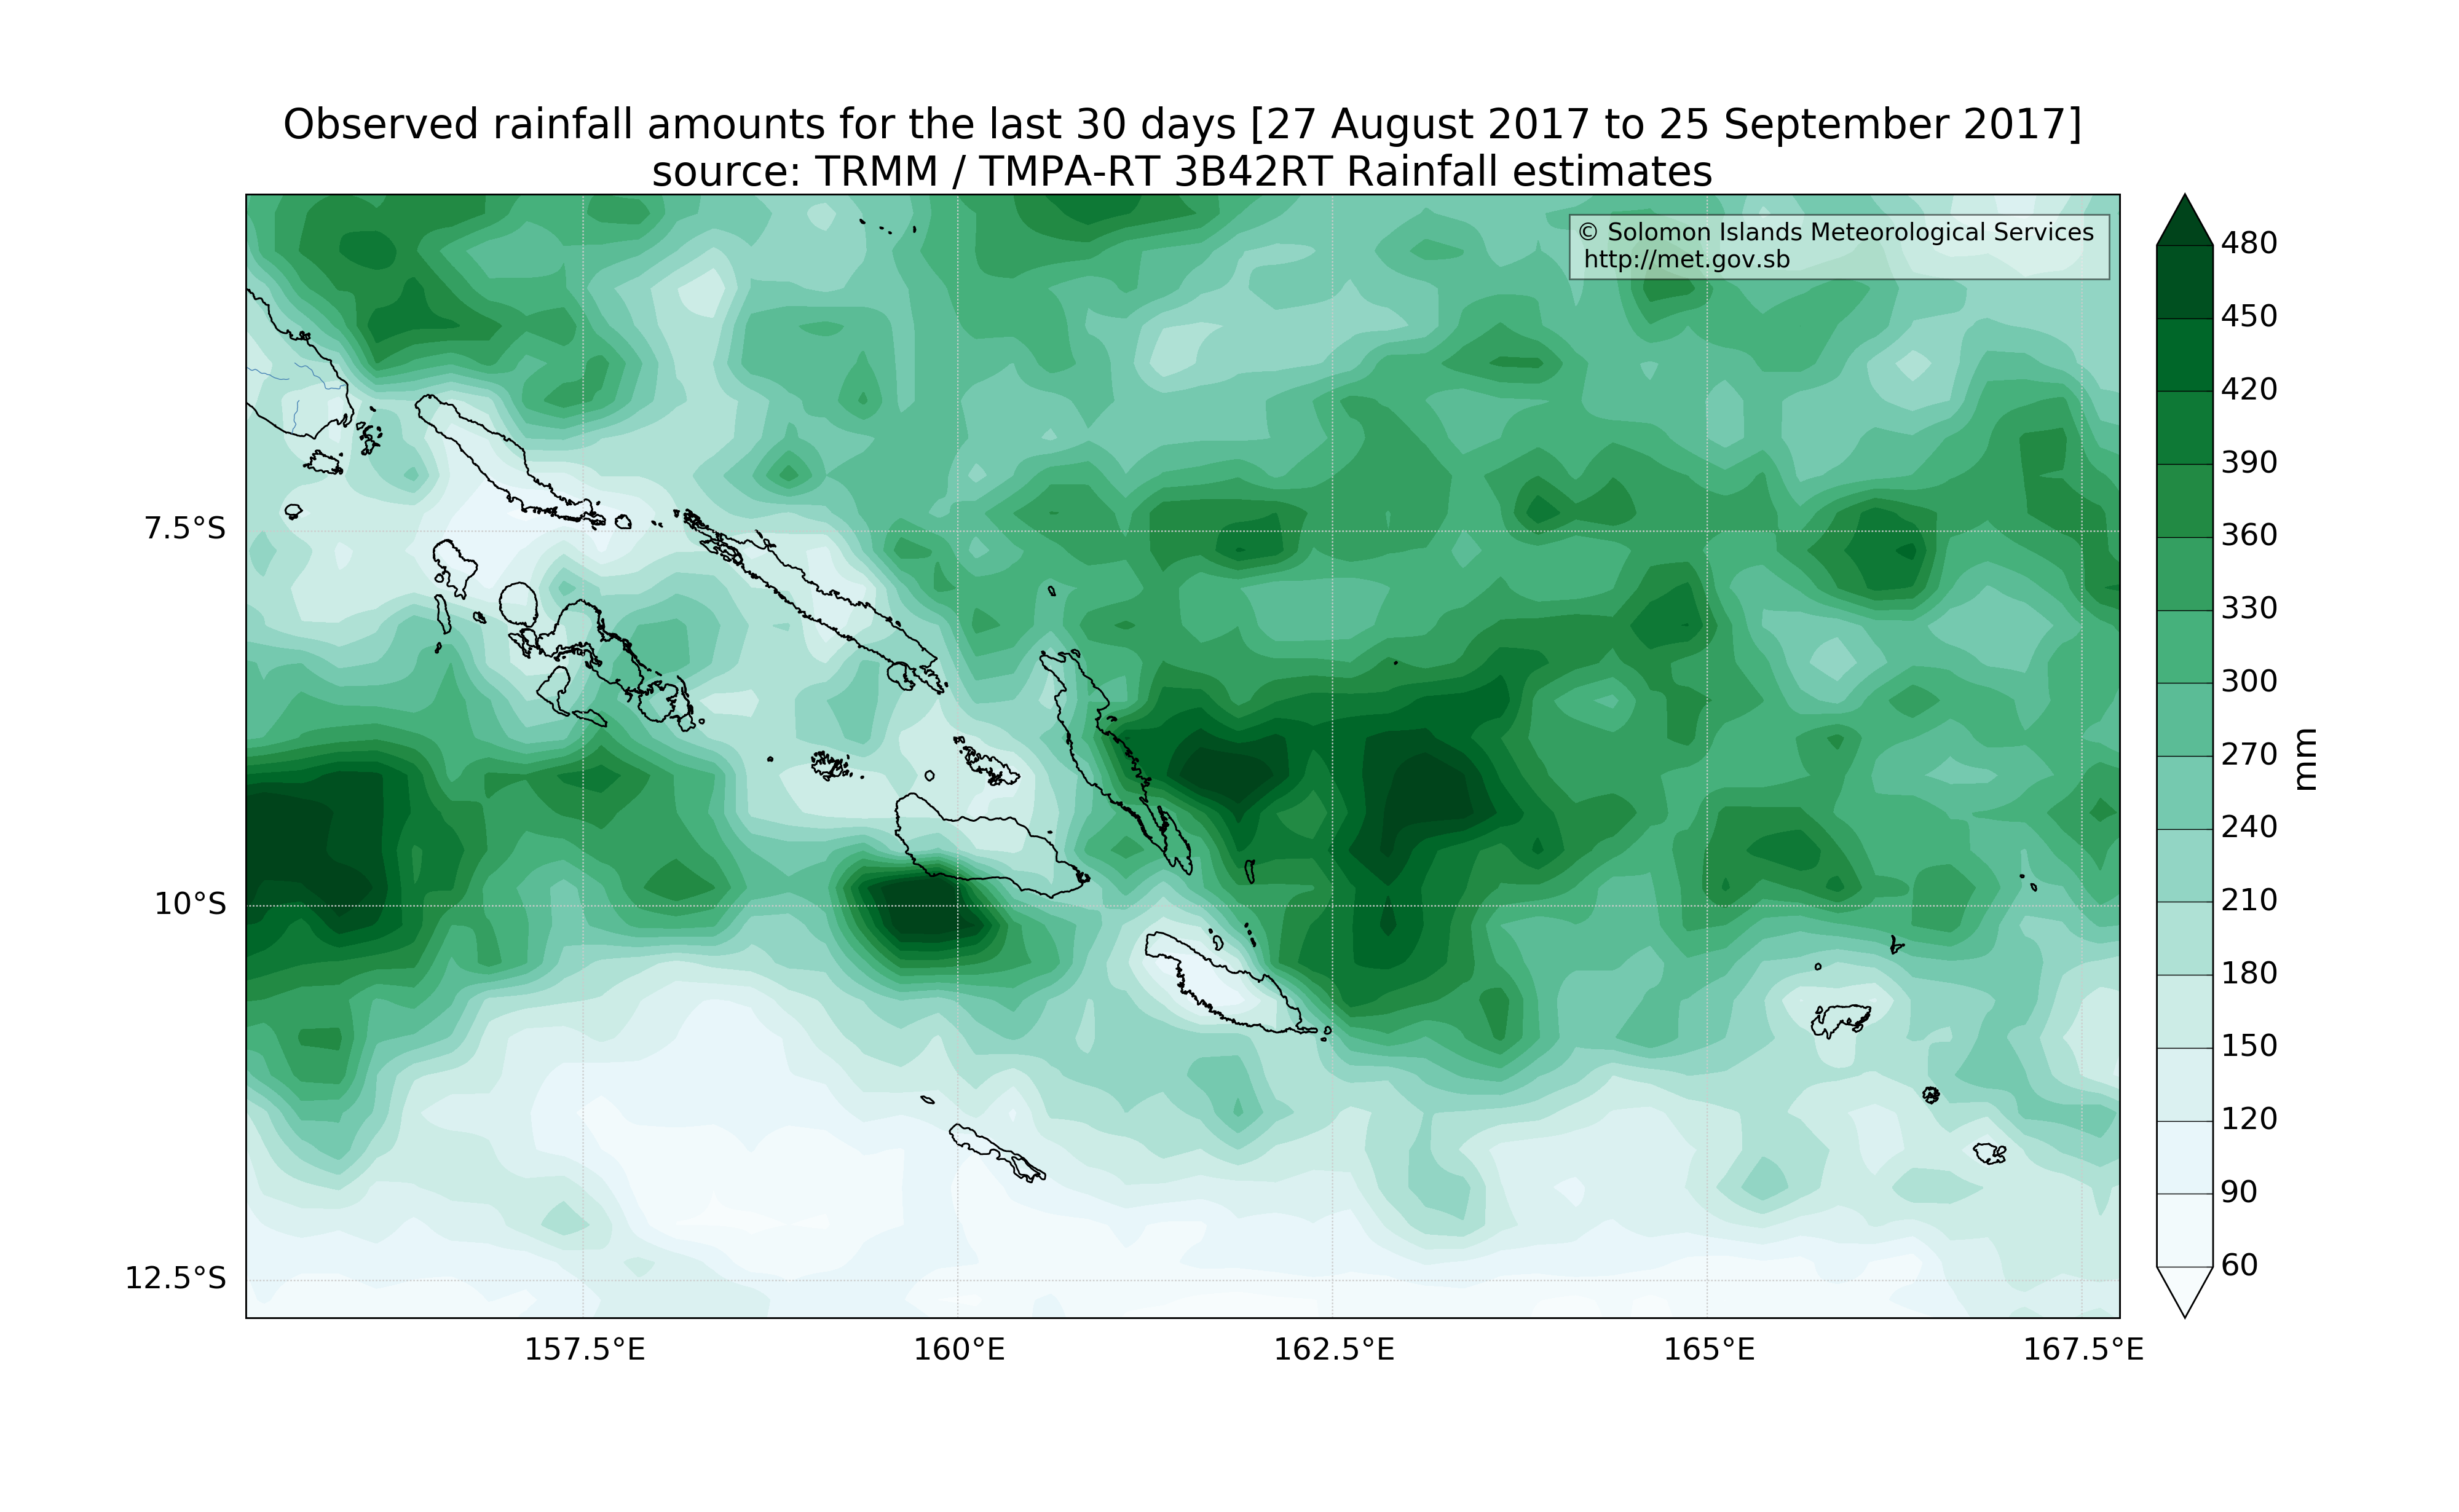 Observed rainfall amounts for the last 30 days [27 August 2017 to 25 September 2017]
source: TRMM / TMPA-RT 3B42RT Rainfall estimates
© Solomon Islands Meteorological Services
http://met.gov.sb
7.5°S
10°S
12.5°S
157.5°E
160°E
162.5°E
165°E
167.5°E
480
450
420
390
360
330
300
270
240
210
180
150
120
90
60
mm